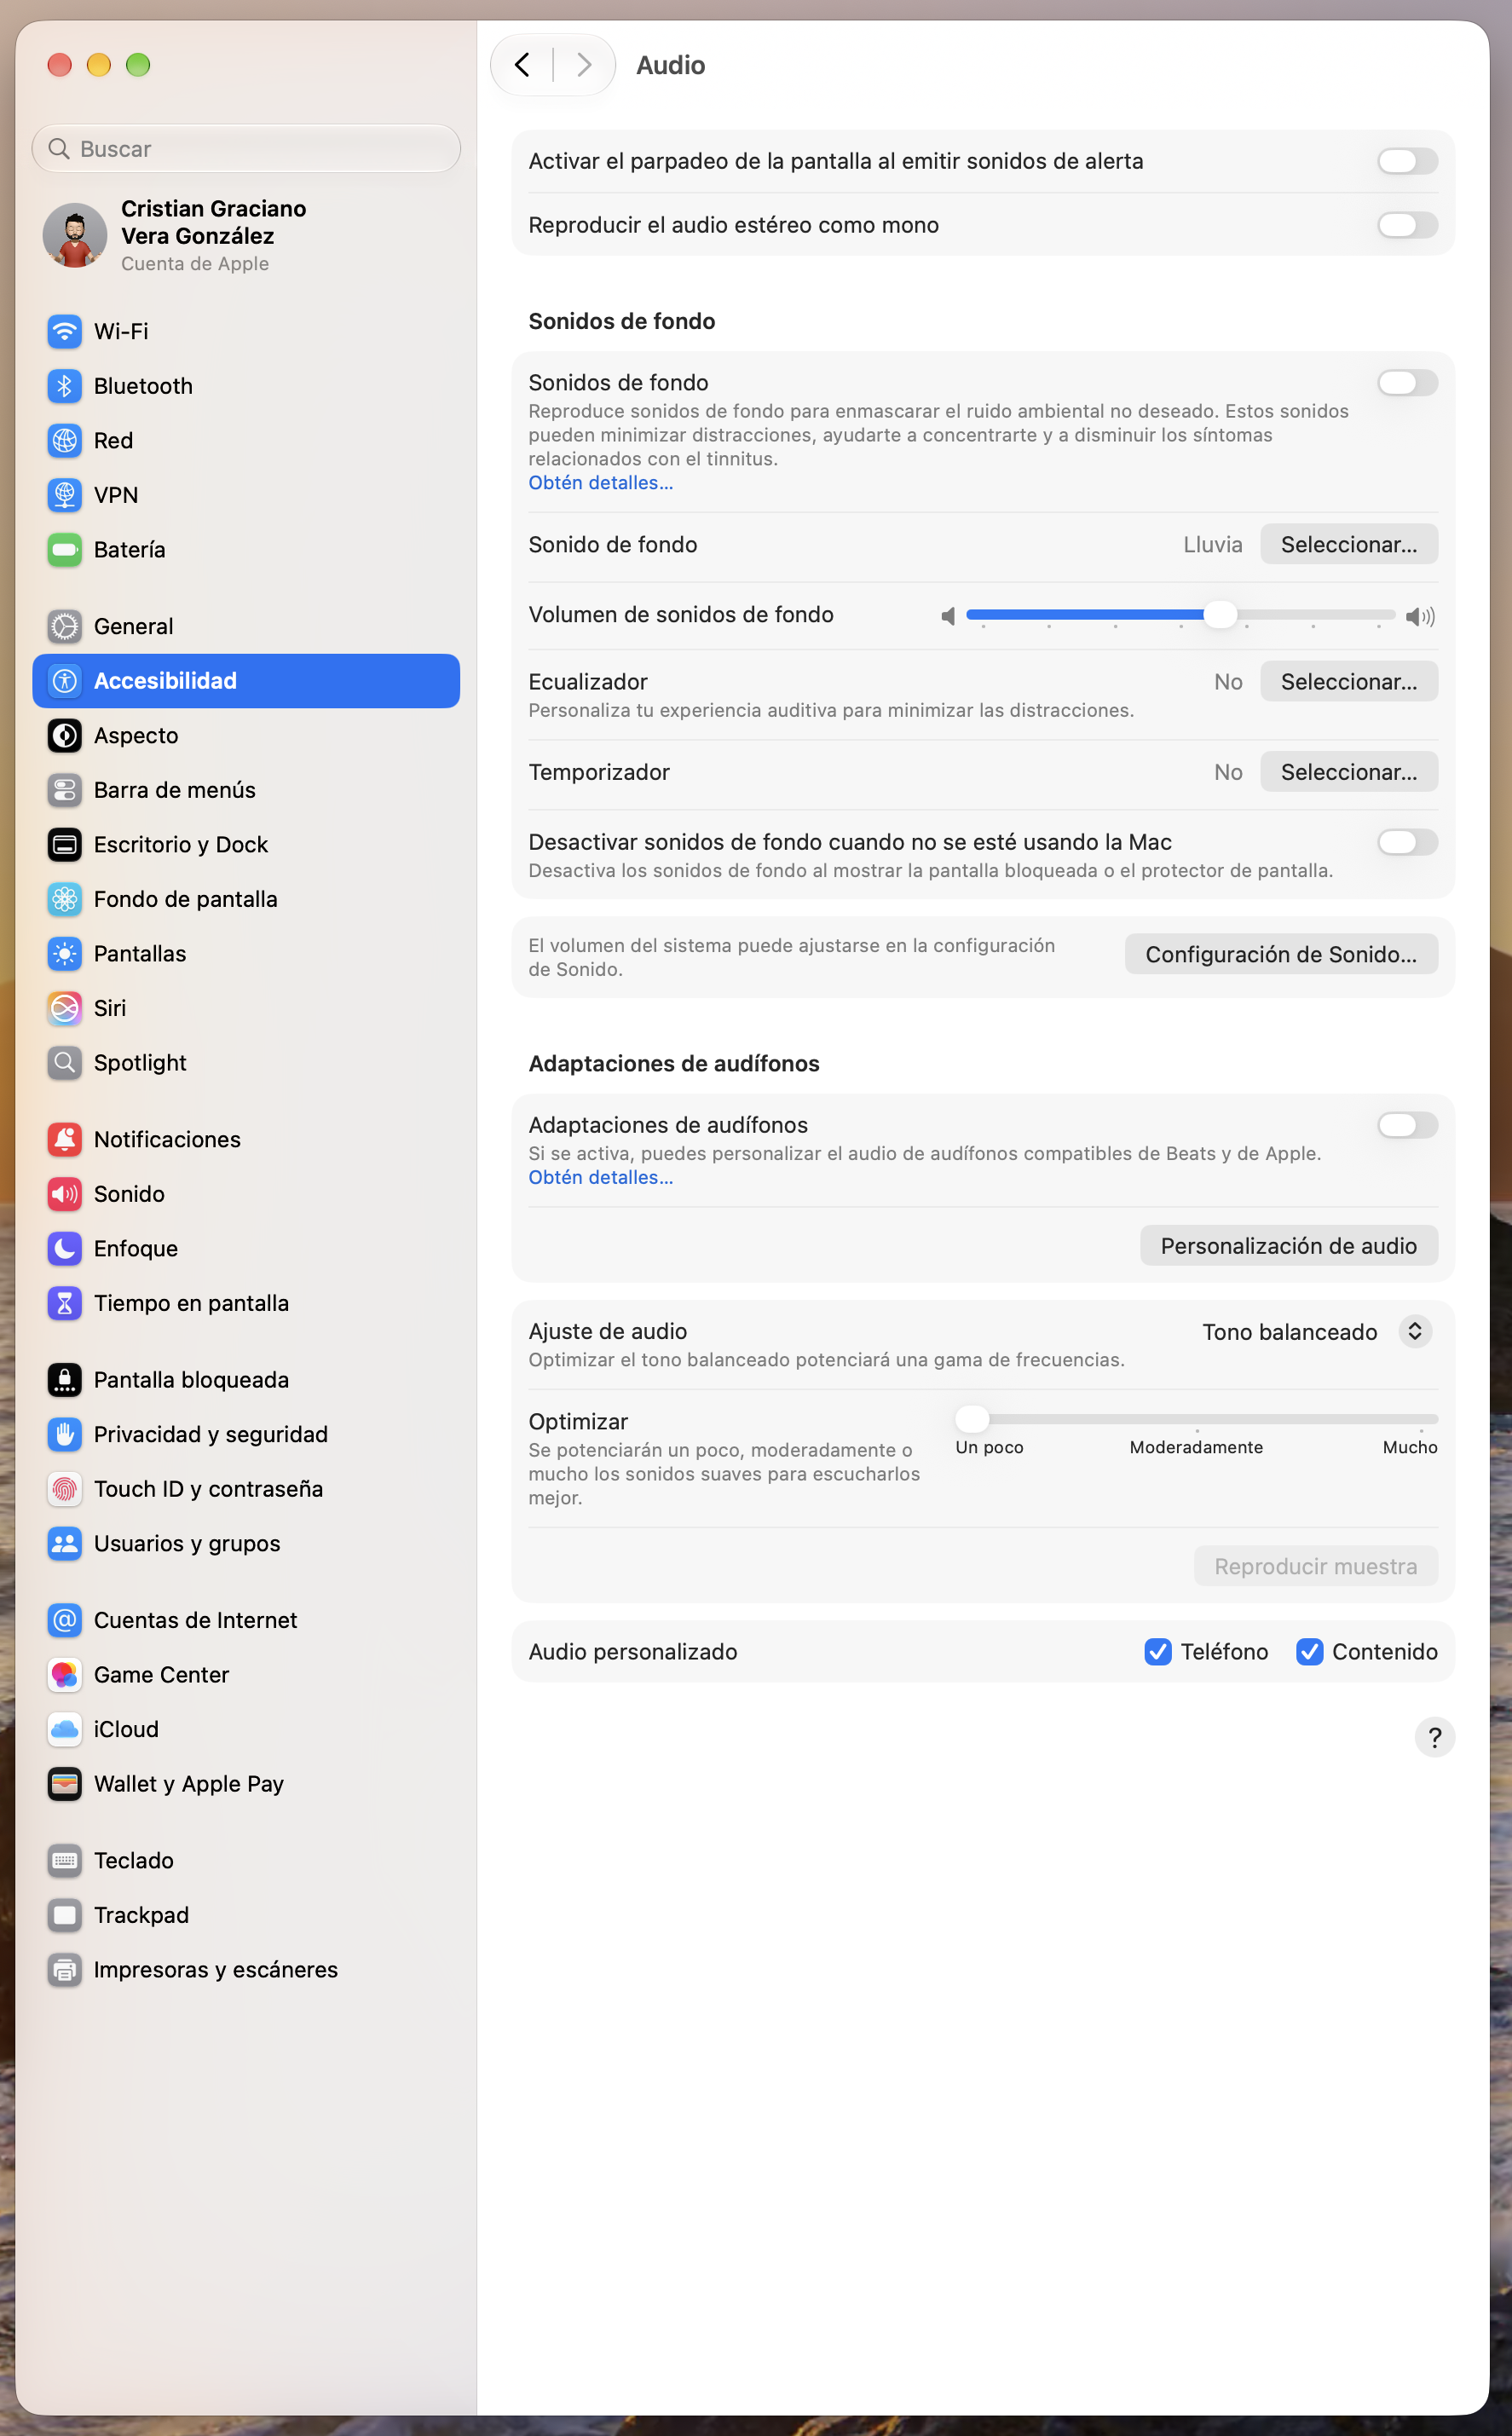 Audio
Buscar
Cristian Graciano
Vera González
Cuenta de Apple
Wi-Fi
Bluetooth
Red
VPN
Batería
General
Accesibilidad
Aspecto
Barra de menús
Escritorio y Dock
Fondo de pantalla
Pantallas
Siri
Spotlight
Notificaciones
Sonido
Enfoque
Tiempo en pantalla
Pantalla bloqueada
Privacidad y seguridad
Touch ID y contraseña
Usuarios y grupos
Cuentas de Internet
Game Center
iCloud
Wallet y Apple Pay
Teclado
Trackpad
Impresoras y escáneres
Activar el parpadeo de la pantalla al emitir sonidos de alerta
Reproducir el audio estéreo como mono
Sonidos de fondo
Sonidos de fondo
Reproduce sonidos de fondo para enmascarar el ruido ambiental no deseado. Estos sonidos
pueden minimizar distracciones, ayudarte a concentrarte y a disminuir los síntomas
relacionados con el tinnitus.
Obtén detalles...
Sonido de fondo Lluvia Seleccionar...
Volumen de sonidos de fondo
Ecualizador No Seleccionar...
Personaliza tu experiencia auditiva para minimizar las distracciones.
Temporizador No Seleccionar...
Desactivar sonidos de fondo cuando no se esté usando la Mac
Desactiva los sonidos de fondo al mostrar la pantalla bloqueada o el protector de pantalla.
El volumen del sistema puede ajustarse en la configuración
de Sonido.
Configuración de Sonido...
Adaptaciones de audífonos
Adaptaciones de audífonos
Si se activa, puedes personalizar el audio de audífonos compatibles de Beats y de Apple.
Obtén detalles...
Personalización de audio
Ajuste de audio Tono balanceado
Optimizar el tono balanceado potenciará una gama de frecuencias.
Optimizar
Se potenciarán un poco, moderadamente o
mucho los sonidos suaves para escucharlos
mejor.
Un poco Moderadamente Mucho
Reproducir muestra
Audio personalizado Teléfono Contenido
?